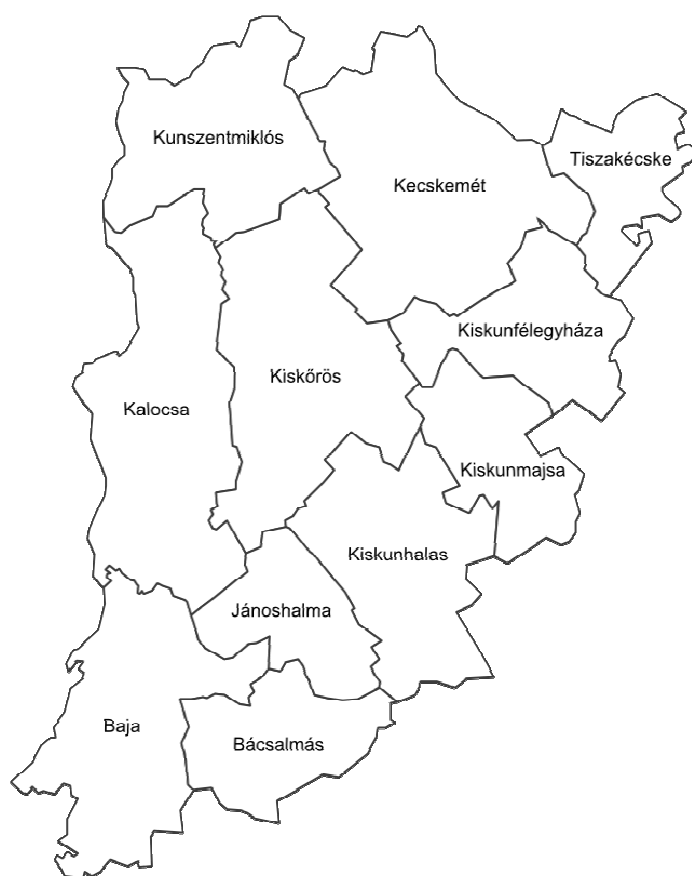 Kunszentmiklós
Tiszakécske
Kecskemét
Kiskunfélegyháza
Kiskőrös
Kalocsa
Kiskunmajsa
Kiskunhalas
Jánoshalma
Baja
Bácsalmás